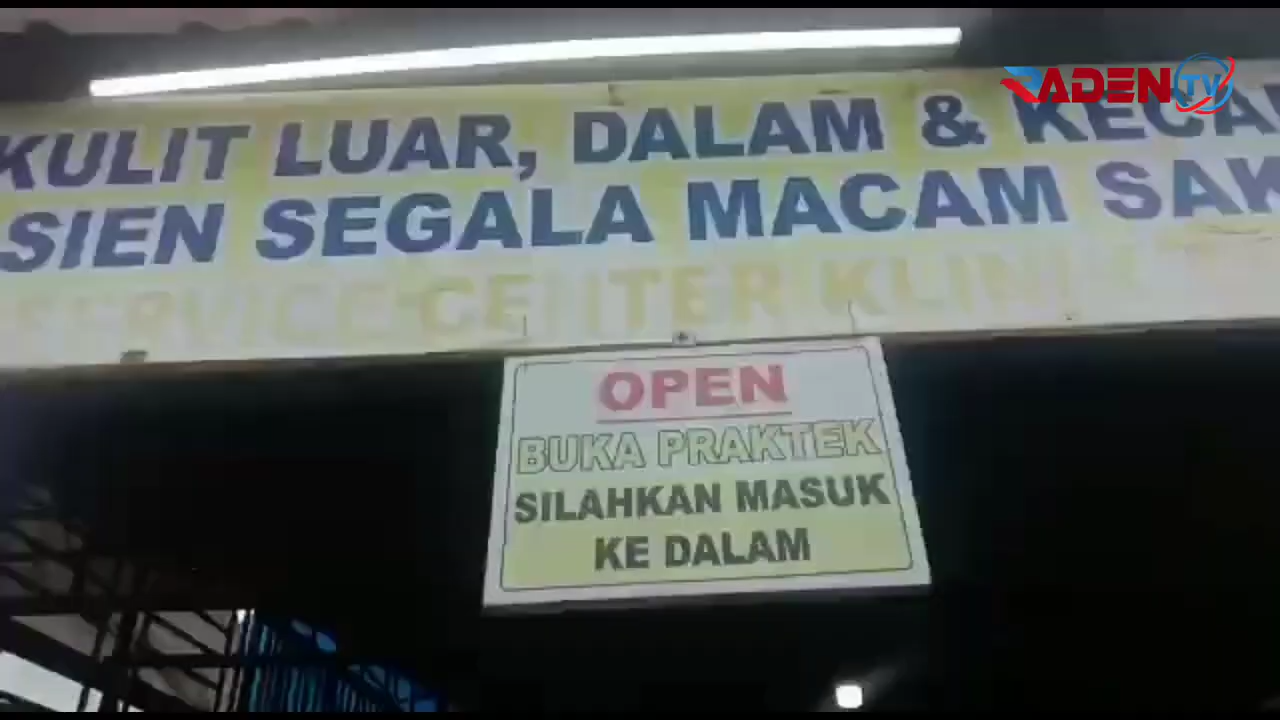 RADEN TV
KULIT LUAR, DALAM & KECAN
SIEN SEGALA MACAM SAK
SERVICE CENTER KLINI
OPEN
BUKA PRAKTEK
SILAHKAN MASUK
KE DALAM